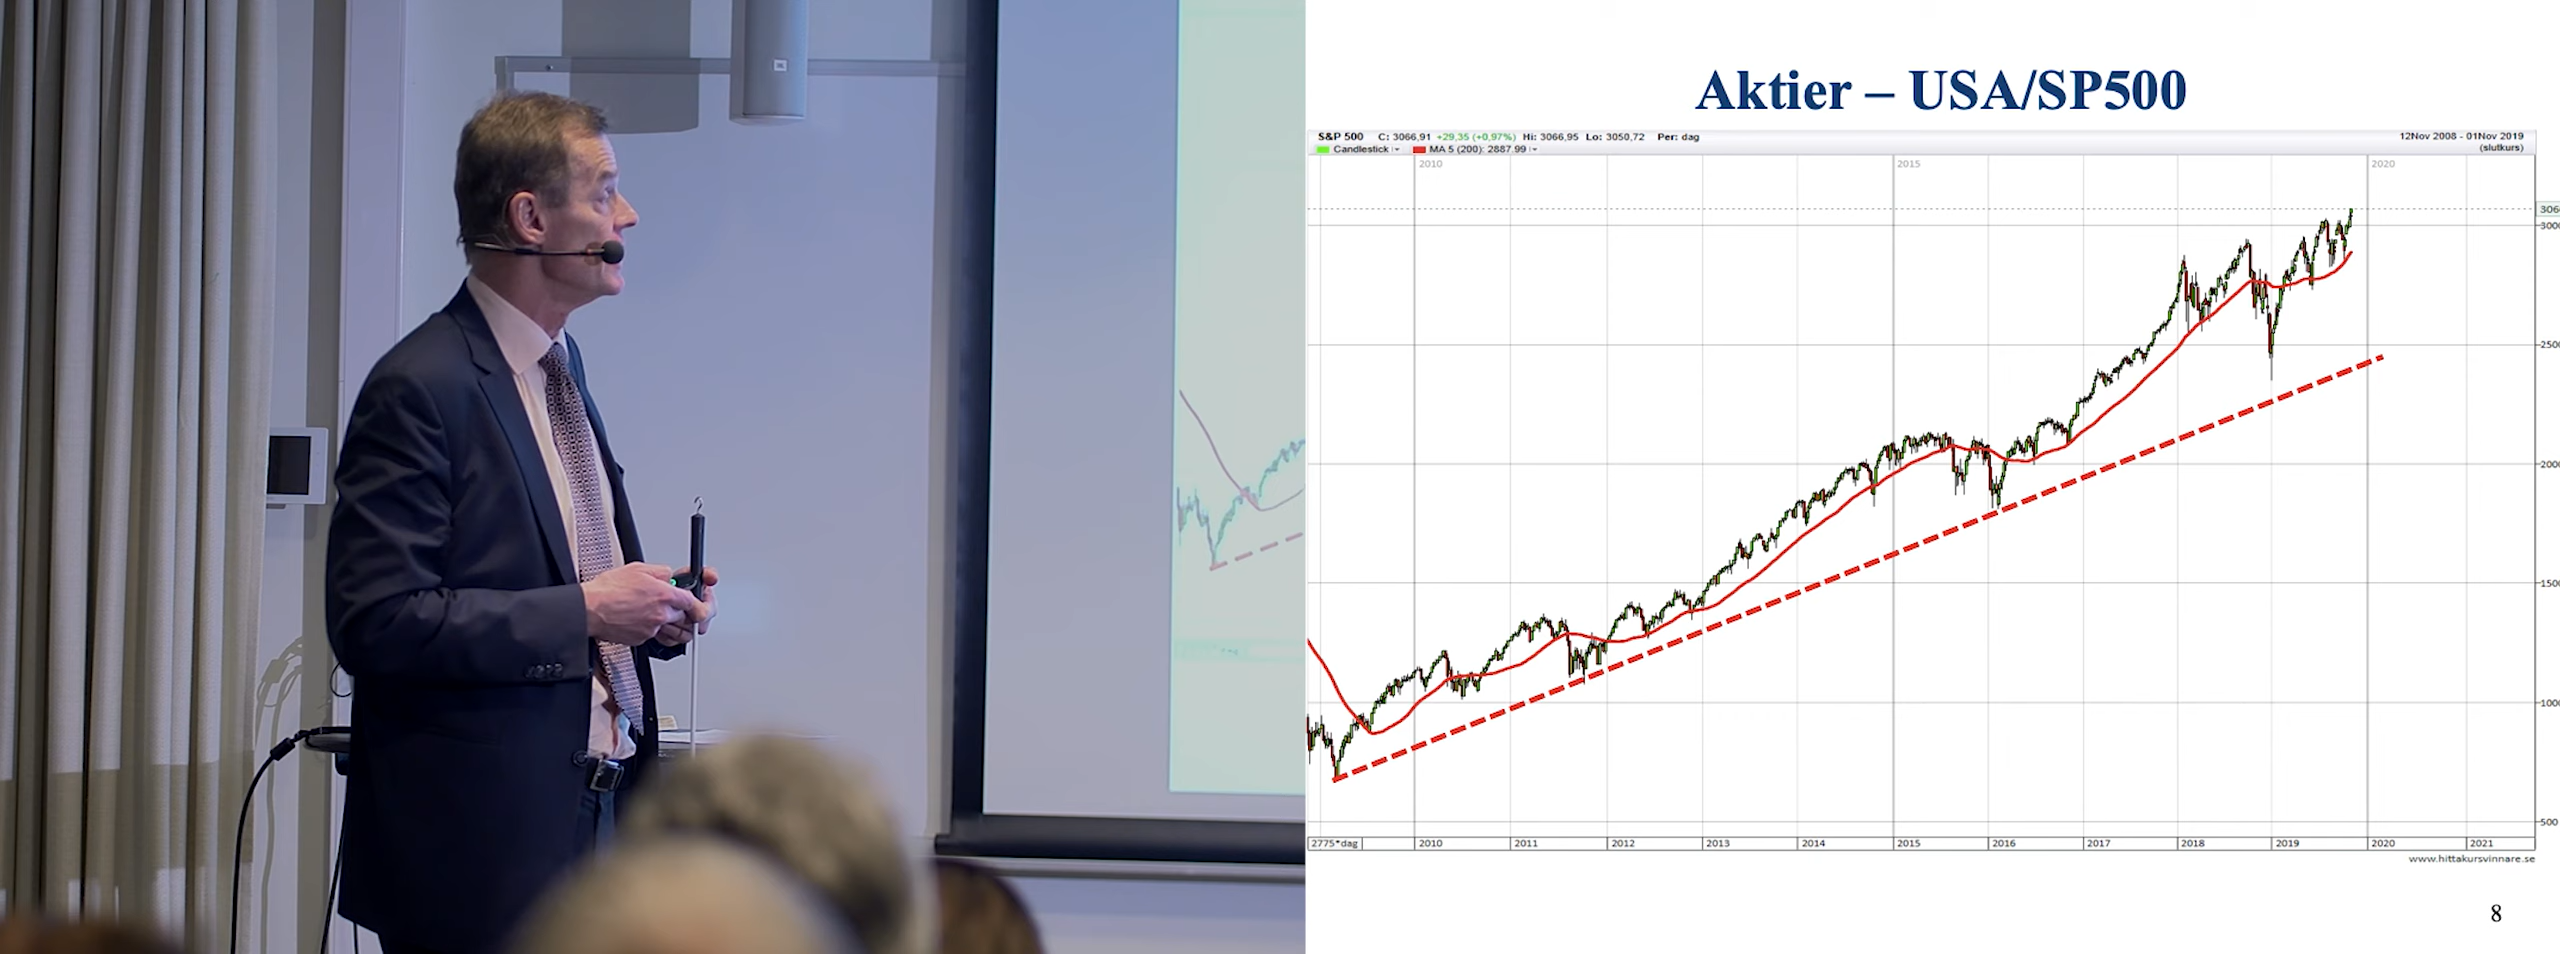 Aktier – USA/SP500
S&P 500 C: 3066,91 +29,35 (+0,97%) Hi: 3066,95 Lo: 3050,72 Per: dag
12Nov 2008 - 01Nov 2019
Candlestick MA 5 (200): 2887.99
(slutkurs)
2010 2015 2020
306
3000
2500
2000
1500
1000
500
2775*dag 2010 2011 2012 2013 2014 2015 2016 2017 2018 2019 2020 2021
www.hittakursvinnare.se
8